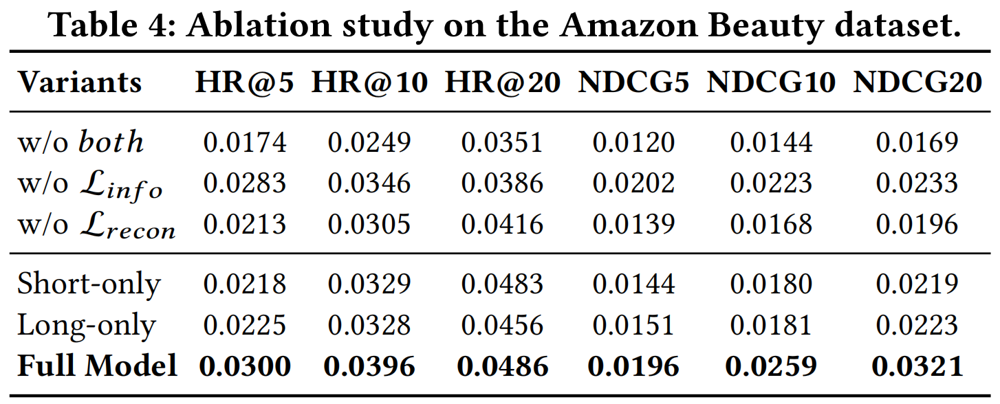 Table 4: Ablation study on the Amazon Beauty dataset.
Variants HR@5 HR@10 HR@20 NDCG5 NDCG10 NDCG20
w/o both 0.0174 0.0249 0.0351 0.0120 0.0144 0.0169
w/o ℒinfo 0.0283 0.0346 0.0386 0.0202 0.0223 0.0233
w/o ℒrecon 0.0213 0.0305 0.0416 0.0139 0.0168 0.0196
Short-only 0.0218 0.0329 0.0483 0.0144 0.0180 0.0219
Long-only 0.0225 0.0328 0.0456 0.0151 0.0181 0.0223
Full Model 0.0300 0.0396 0.0486 0.0196 0.0259 0.0321